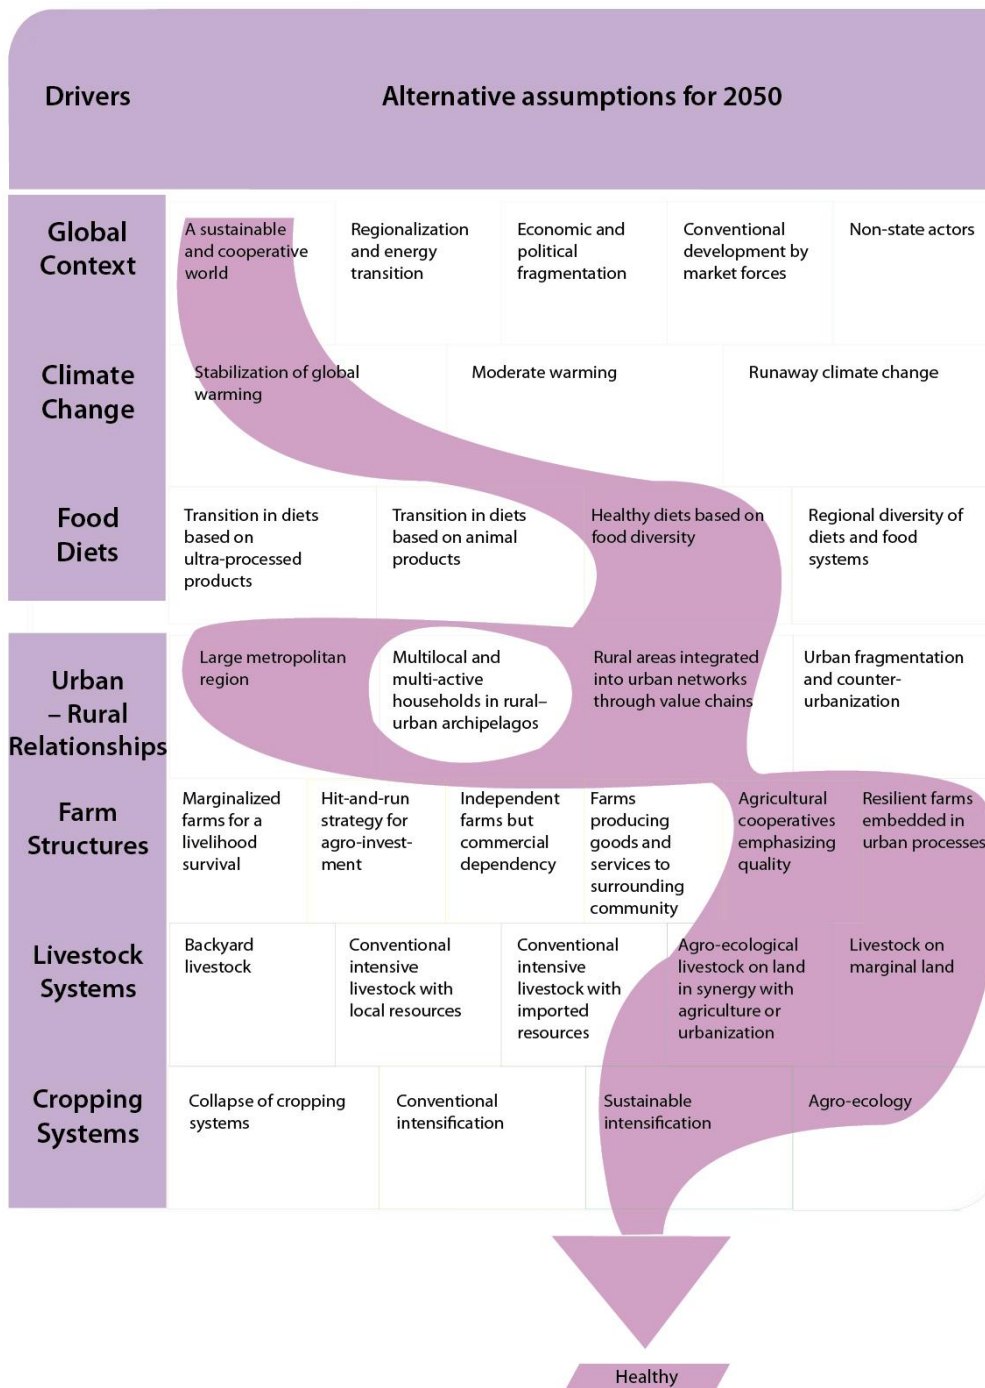 Drivers
Alternative assumptions for 2050
Global
Context
A sustainable
and cooperative
world
Regionalization
and energy
transition
Economic and
political
fragmentation
Conventional
development by
market forces
Non-state actors
Climate
Change
Stabilization of global
warming
Moderate warming
Runaway climate change
Food
Diets
Transition in diets
based on
ultra-processed
products
Transition in diets
based on animal
products
Healthy diets based on
food diversity
Regional diversity of
diets and food
systems
Urban
– Rural
Relationships
Large metropolitan
region
Multilocal and
multi-active
households in rural–
urban archipelagos
Rural areas integrated
into urban networks
through value chains
Urban fragmentation
and counter-
urbanization
Farm
Structures
Marginalized
farms for a
livelihood
survival
Hit-and-run
strategy for
agro-invest-
ment
Independent
farms but
commercial
dependency
Farms
producing
goods and
services to
surrounding
community
Agricultural
cooperatives
emphasizing
quality
Resilient farms
embedded in
urban processes
Livestock
Systems
Backyard
livestock
Conventional
intensive
livestock with
local resources
Conventional
intensive
livestock with
imported
resources
Agro-ecological
livestock on land
in synergy with
agriculture or
urbanization
Livestock on
marginal land
Cropping
Systems
Collapse of cropping
systems
Conventional
intensification
Sustainable
intensification
Agro-ecology
Healthy